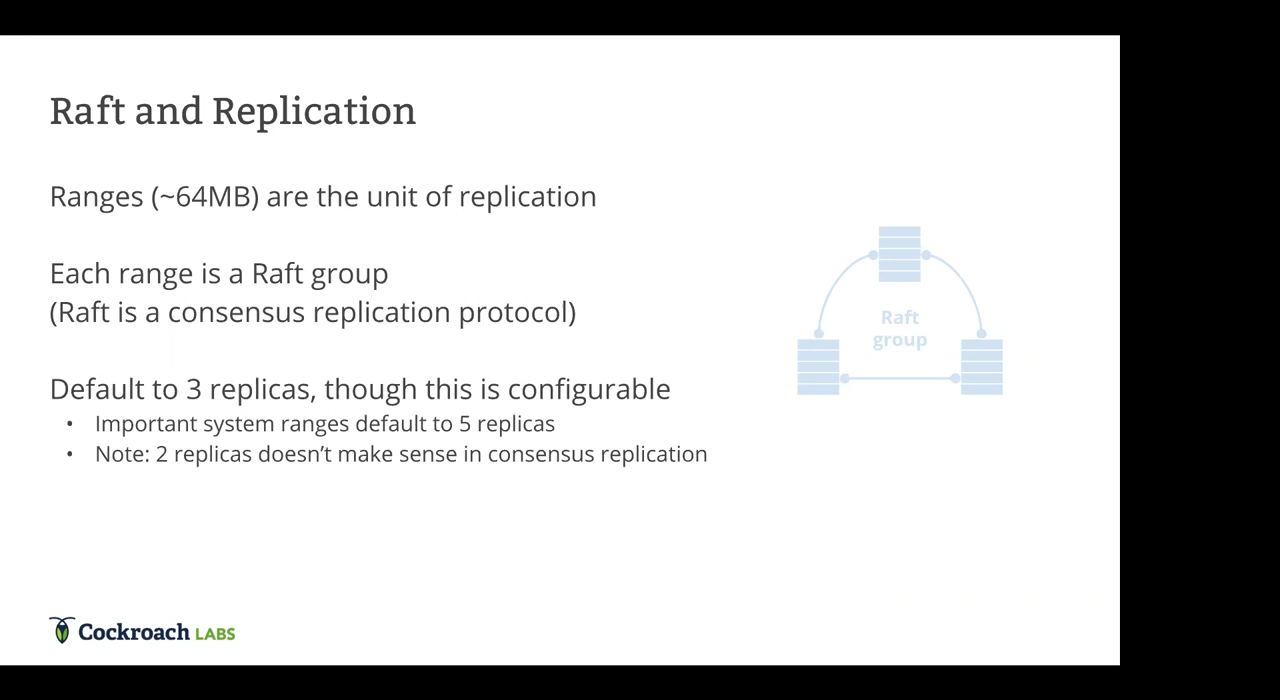 Raft and Replication
Ranges (~64MB) are the unit of replication
Each range is a Raft group
(Raft is a consensus replication protocol)
Default to 3 replicas, though this is configurable
• Important system ranges default to 5 replicas
• Note: 2 replicas doesn’t make sense in consensus replication
Raft
group
Cockroach LABS